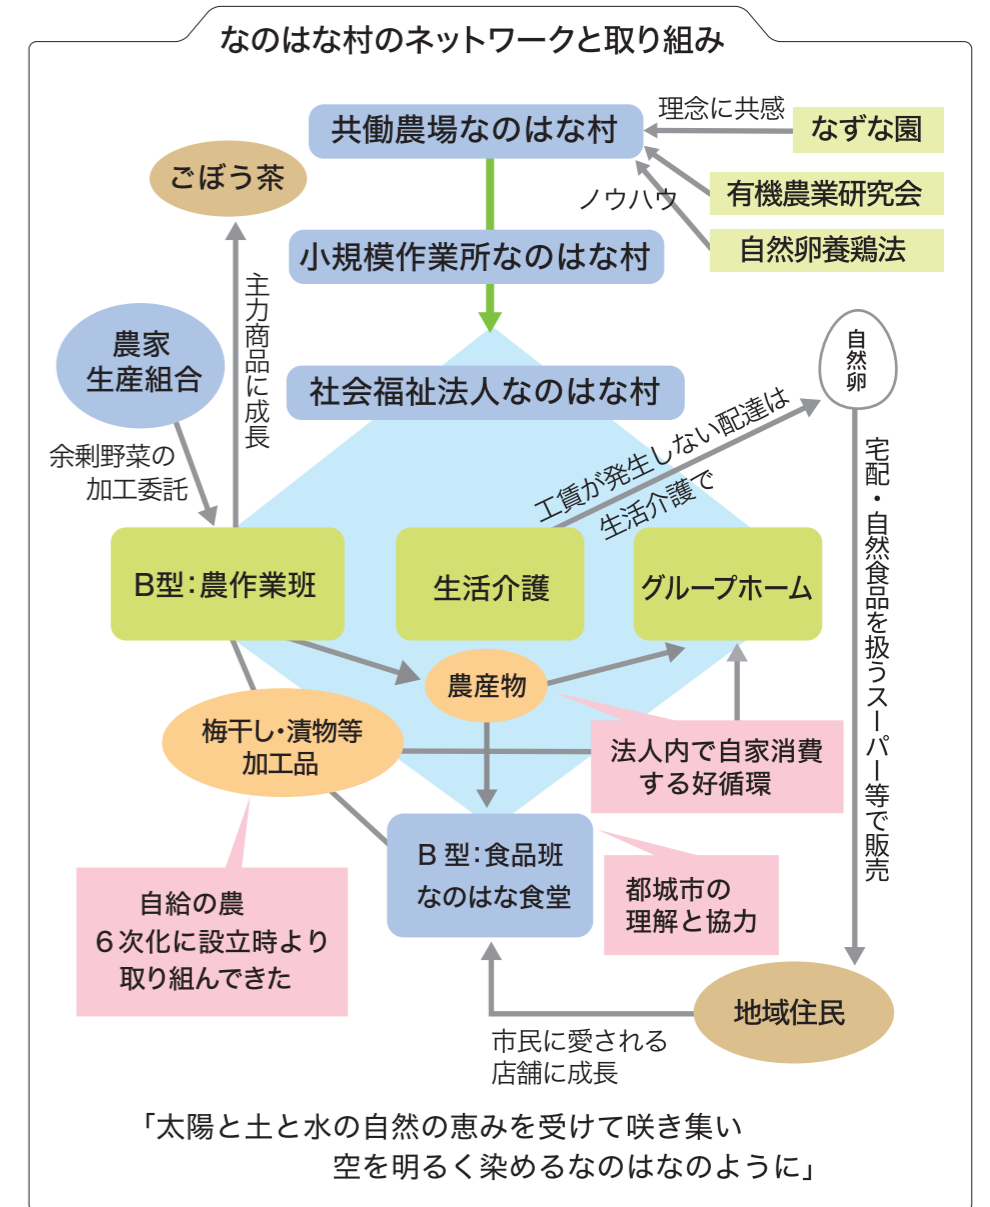 なのはな村のネットワークと取り組み
共働農場なのはな村
理念に共感
なずな園
ごぼう茶
有機農業研究会
ノウハウ
自然卵養鶏法
小規模作業所なのはな村
主力商品に成長
農家
生産組合
自然卵
社会福祉法人なのはな村
工賃が発生しない配達は
生活介護で
余剰野菜の
加工委託
宅配・自然食品を扱うスーパー等で販売
B型：農作業班
生活介護
グループホーム
農産物
梅干し・漬物等
加工品
法人内で自家消費
する好循環
B型：食品班
なのはな食堂
都城市の
理解と協力
自給の農
６次化に設立時より
取り組んできた
地域住民
市民に愛される
店舗に成長
「太陽と土と水の自然の恵みを受けて咲き集い
空を明るく染めるなのはなのように」